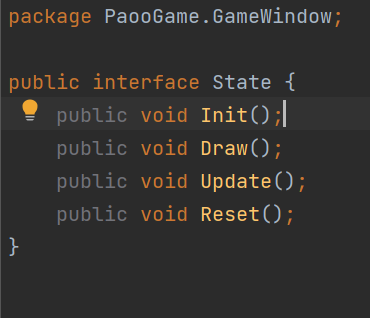 package PaooGame.GameWindow;
public interface State {
public void Init();
public void Draw();
public void Update();
public void Reset();
}